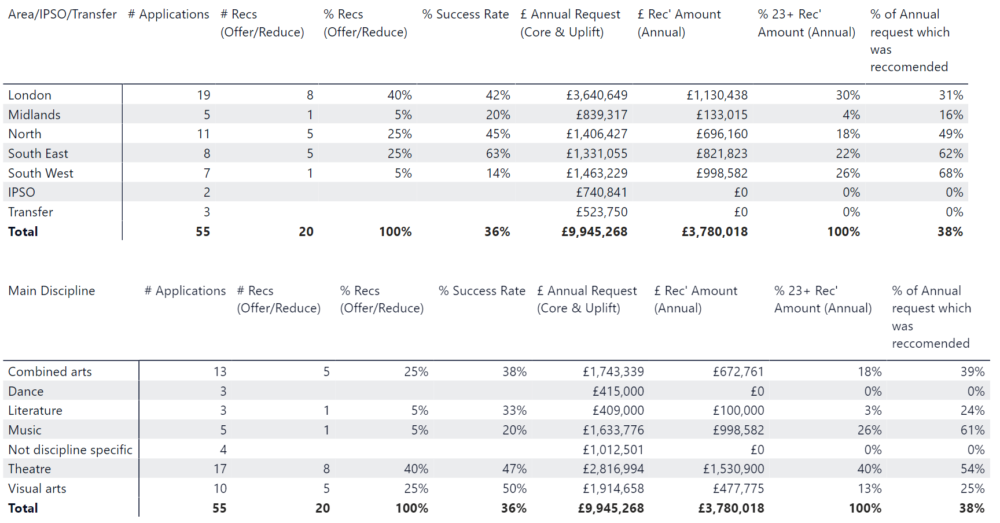 Area/IPSO/Transfer # Applications # Recs % Recs % Success Rate £ Annual Request £ Rec' Amount % 23+ Rec' % of Annual
(Offer/Reduce) (Offer/Reduce) (Core & Uplift) (Annual) Amount (Annual) request which
was
reccomended
London 19 8 40% 42% £3,640,649 £1,130,438 30% 31%
Midlands 5 1 5% 20% £839,317 £133,015 4% 16%
North 11 5 25% 45% £1,406,427 £696,160 18% 49%
South East 8 5 25% 63% £1,331,055 £821,823 22% 62%
South West 7 1 5% 14% £1,463,229 £998,582 26% 68%
IPSO 2 £740,841 £0 0% 0%
Transfer 3 £523,750 £0 0% 0%
Total 55 20 100% 36% £9,945,268 £3,780,018 100% 38%
Main Discipline # Applications # Recs % Recs % Success Rate £ Annual Request £ Rec' Amount % 23+ Rec' % of Annual
(Offer/Reduce) (Offer/Reduce) (Core & Uplift) (Annual) Amount (Annual) request which
was
reccomended
Combined arts 13 5 25% 38% £1,743,339 £672,761 18% 39%
Dance 3 £415,000 £0 0% 0%
Literature 3 1 5% 33% £409,000 £100,000 3% 24%
Music 5 1 5% 20% £1,633,776 £998,582 26% 61%
Not discipline specific 4 £1,012,501 £0 0% 0%
Theatre 17 8 40% 47% £2,816,994 £1,530,900 40% 54%
Visual arts 10 5 25% 50% £1,914,658 £477,775 13% 25%
Total 55 20 100% 36% £9,945,268 £3,780,018 100% 38%